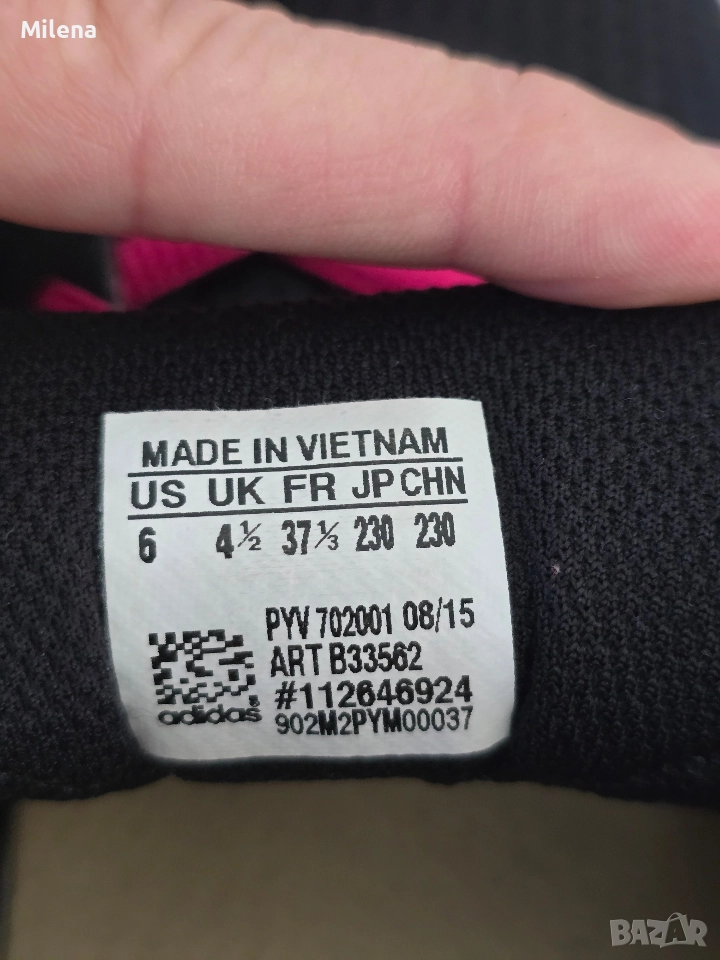 Milena
MADE IN VIETNAM
US UK FR JP CHN
6 4½ 37⅓ 230 230
PYV 702001 08/15
ART B33562
#112646924
902M2PYM00037
adidas®
BAZAR